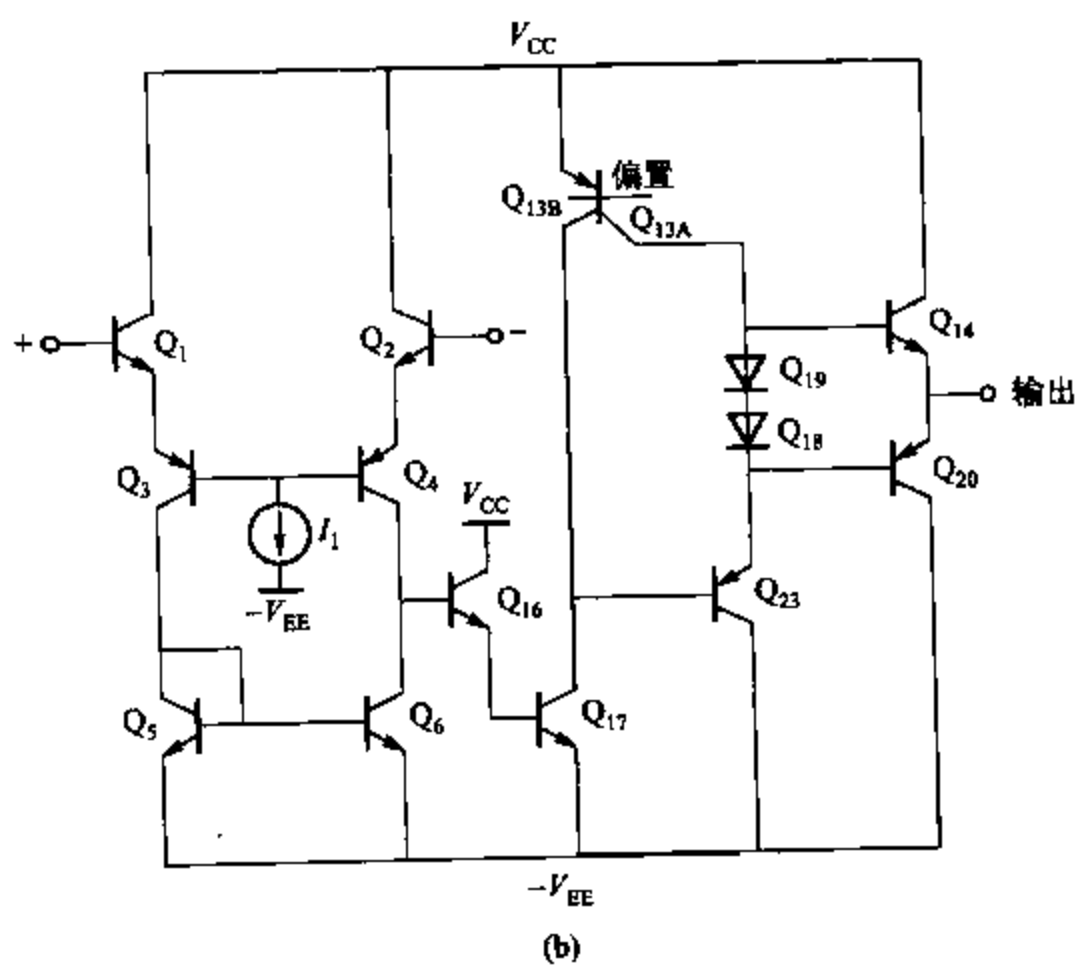 V_CC
偏置
Q_13B
Q_13A
+
Q_1
Q_2
−
Q_14
Q_19
输出
Q_18
Q_3
Q_4
Q_20
V_CC
I_1
Q_16
Q_23
−V_EE
Q_5
Q_6
Q_17
−V_EE
(b)